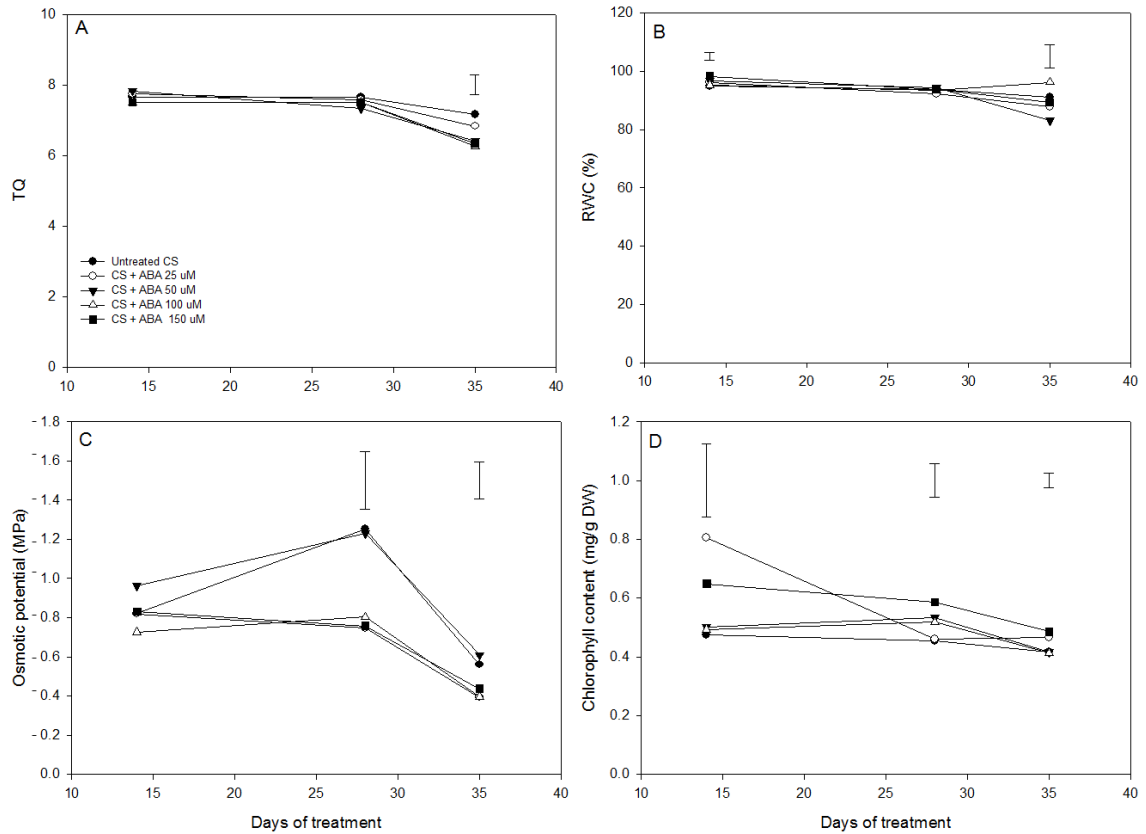 A
TQ
10
8
6
4
2
0
Untreated CS
CS + ABA 25 uM
CS + ABA 50 uM
CS + ABA 100 uM
CS + ABA 150 uM
10 15 20 25 30 35 40
B
RWC (%)
120
100
80
60
40
20
0
10 15 20 25 30 35 40
C
Osmotic potential (MPa)
- 1.8
- 1.6
- 1.4
- 1.2
- 1.0
- 0.8
- 0.6
- 0.4
- 0.2
0.0
10 15 20 25 30 35 40
Days of treatment
D
Chlorophyll content (mg/g DW)
1.2
1.0
0.8
0.6
0.4
0.2
0.0
10 15 20 25 30 35 40
Days of treatment